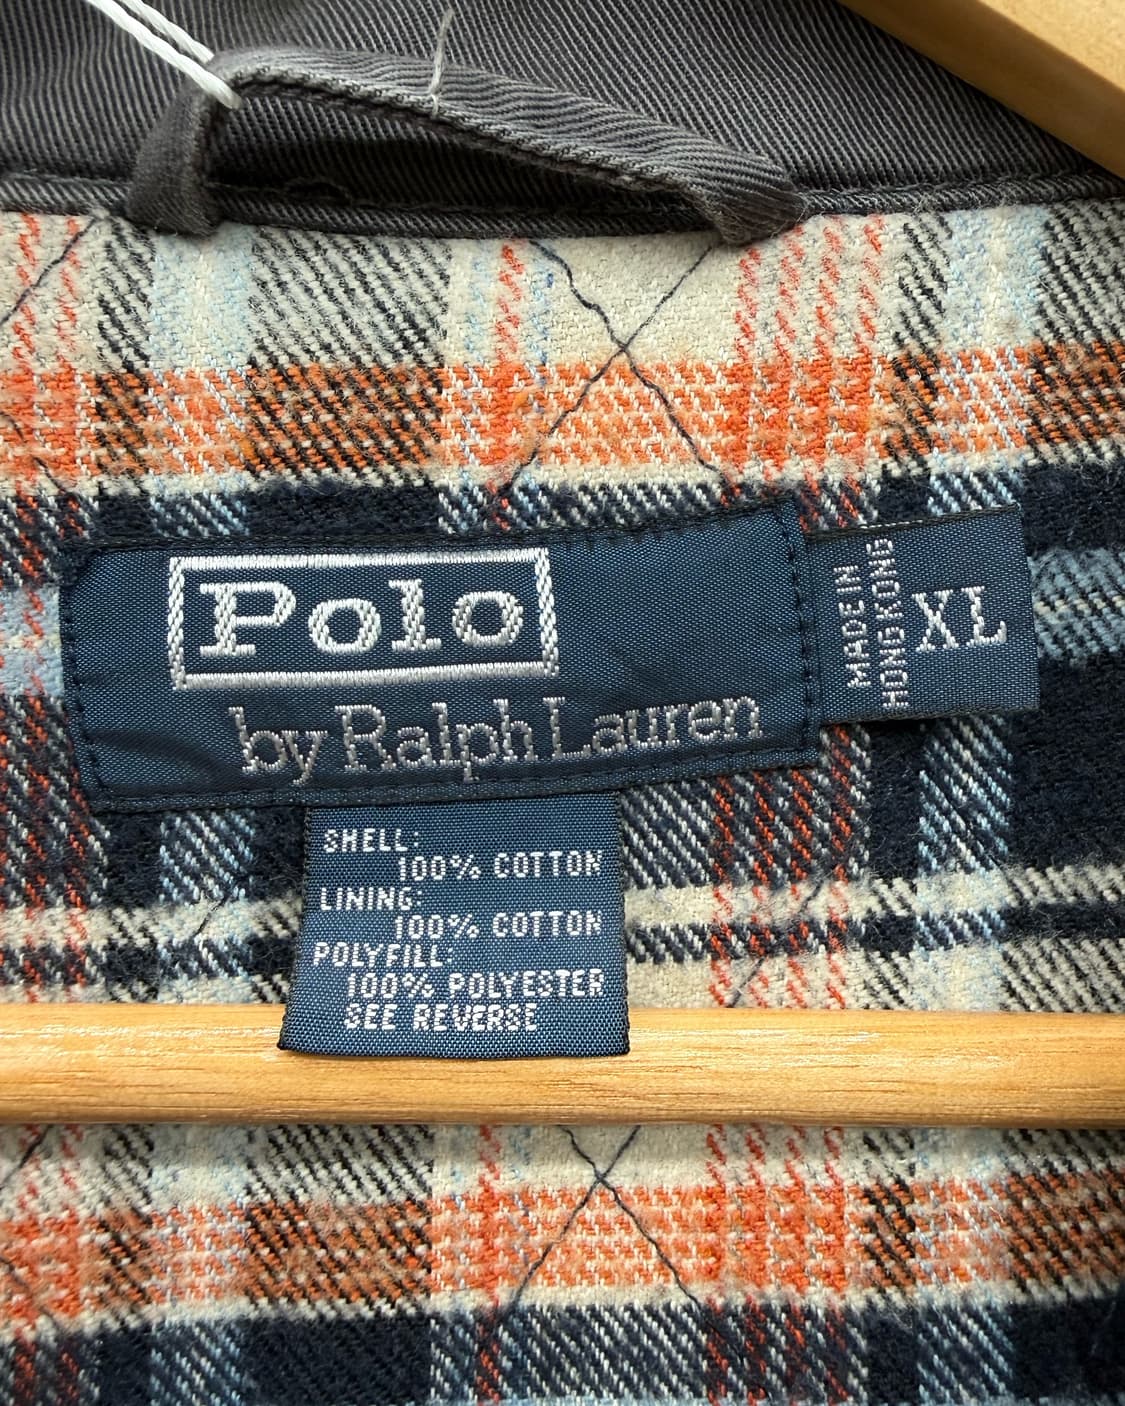 Polo
by Ralph Lauren
MADE IN
HONG KONG
XL
SHELL:
100% COTTON
LINING:
100% COTTON
POLYFILL:
100% POLYESTER
SEE REVERSE